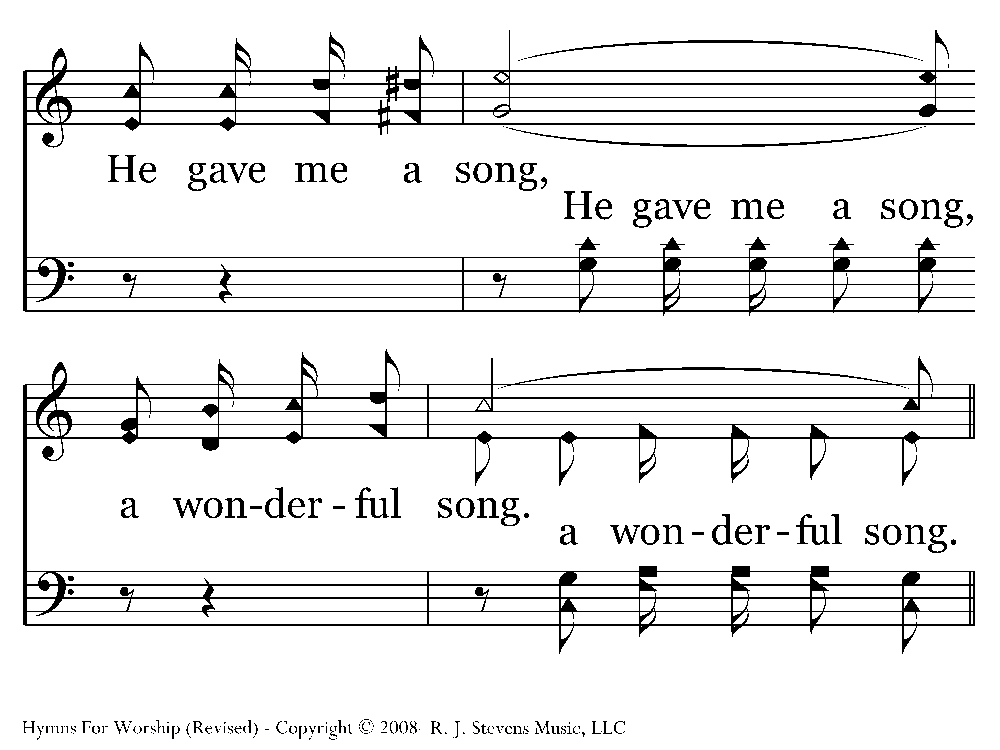 He gave me a song,
He gave me a song,
a won-der - ful song.
a won - der - ful song.
Hymns For Worship (Revised) - Copyright © 2008 R. J. Stevens Music, LLC